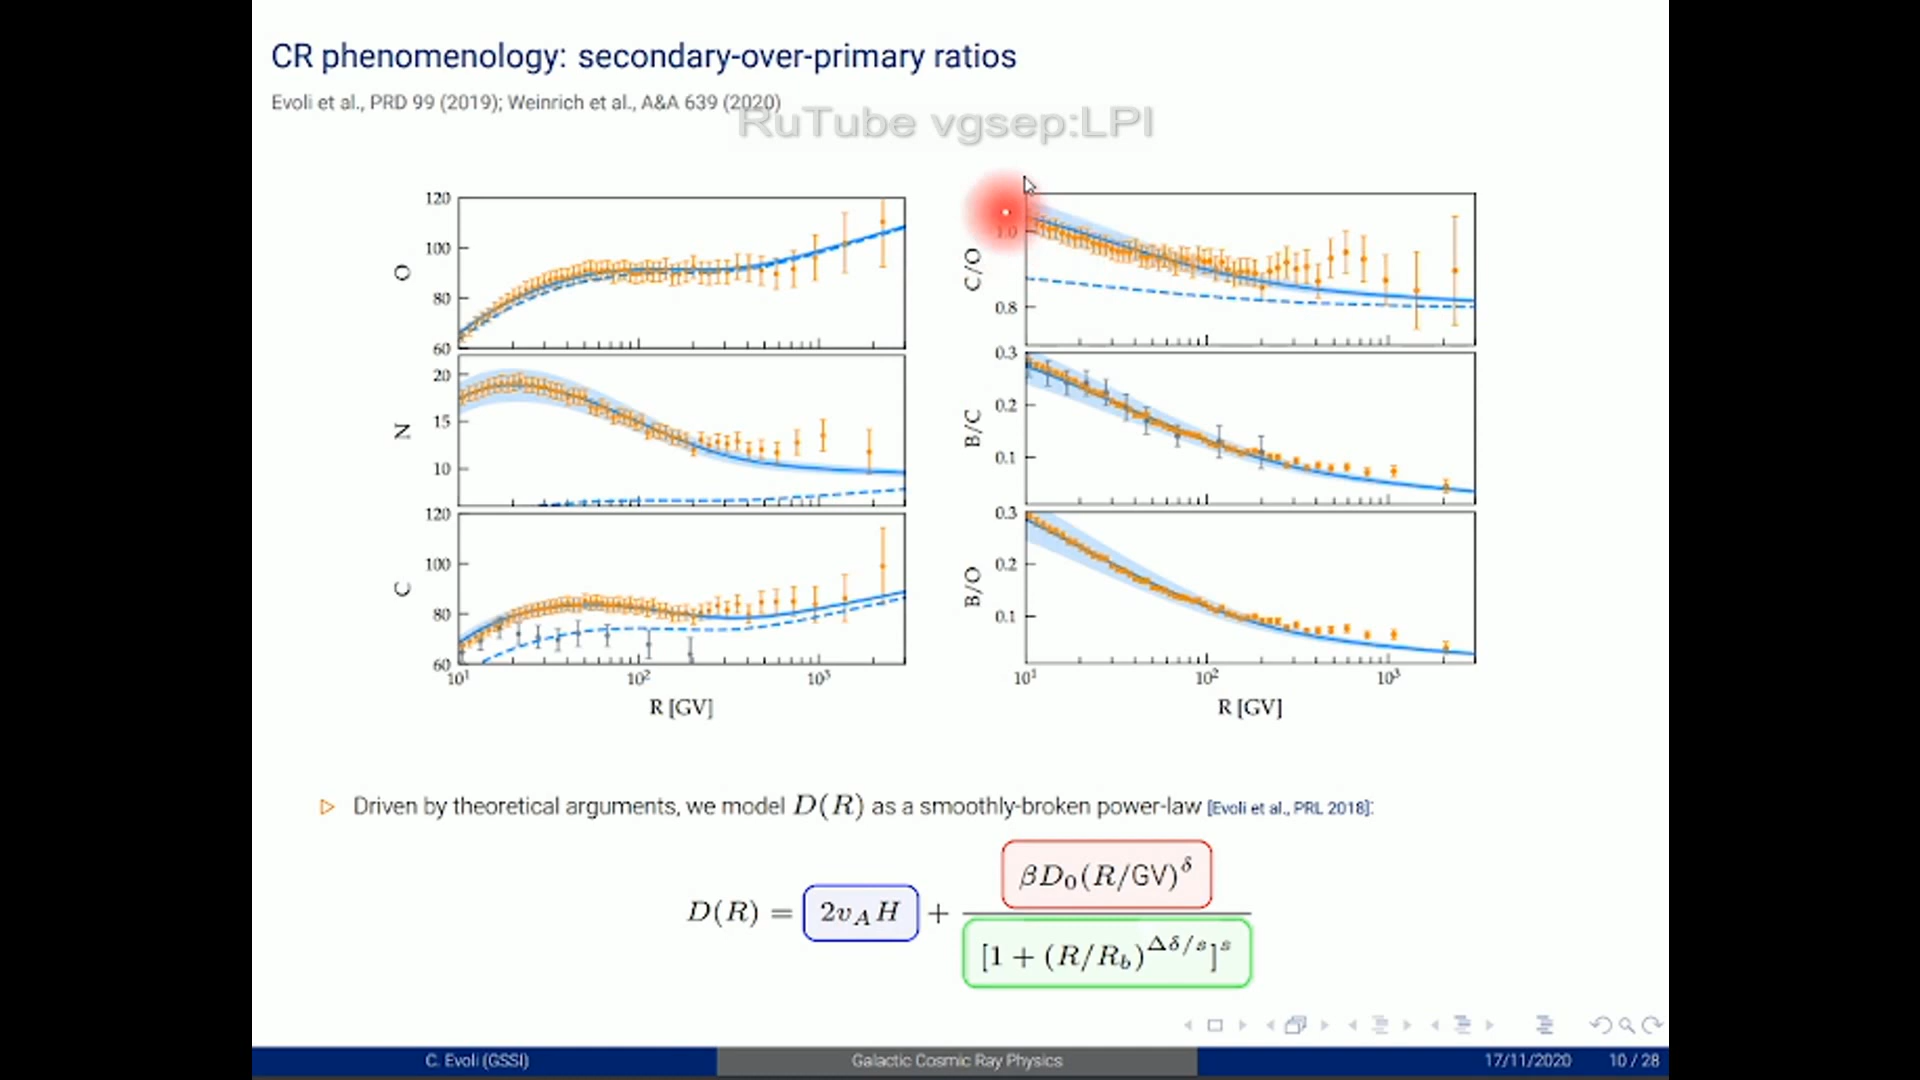 CR phenomenology: secondary-over-primary ratios
Evoli et al., PRD 99 (2019); Weinrich et al., A&A 639 (2020)
RuTube vgsep:LPI
120
100
80
60
O
20
15
10
N
120
100
80
60
C
10¹ 10² 10³
R [GV]
1.0
0.8
C/O
0.3
0.2
0.1
B/C
0.3
0.2
0.1
B/O
10¹ 10² 10³
R [GV]
Driven by theoretical arguments, we model D(R) as a smoothly-broken power-law [Evoli et al., PRL 2018]:
D(R) = 2v_A H + βD₀(R/GV)^δ / [1 + (R/R_b)^{Δδ/s}]^s
C. Evoli (GSSI) Galactic Cosmic Ray Physics 17/11/2020 10 / 28